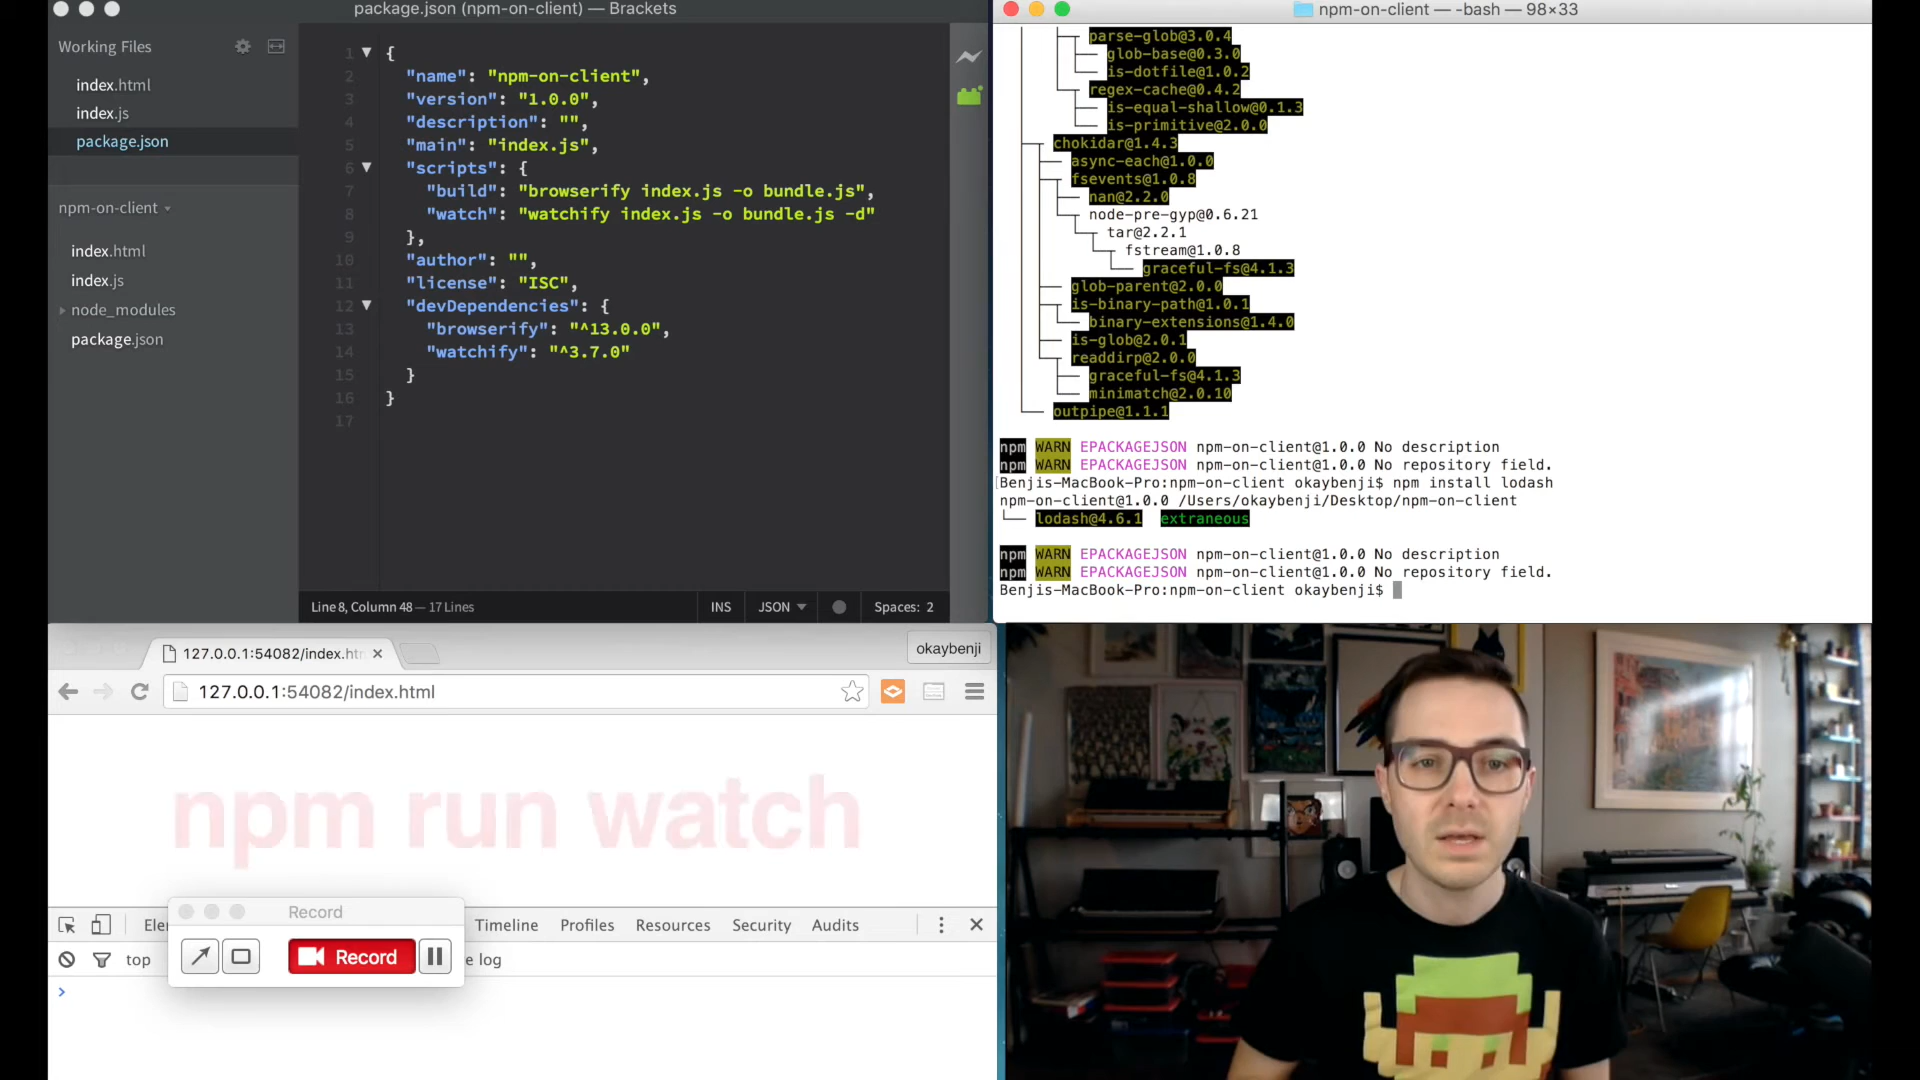 package.json (npm-on-client) — Brackets
Working Files
index.html
index.js
package.json
npm-on-client
index.html
index.js
node_modules
package.json
1 {
2 "name": "npm-on-client",
3 "version": "1.0.0",
4 "description": "",
5 "main": "index.js",
6 "scripts": {
7 "build": "browserify index.js -o bundle.js",
8 "watch": "watchify index.js -o bundle.js -d"
9 },
10 "author": "",
11 "license": "ISC",
12 "devDependencies": {
13 "browserify": "^13.0.0",
14 "watchify": "^3.7.0"
15 }
16 }
17
Line 8, Column 48 — 17 Lines
INS
JSON
Spaces: 2
npm-on-client — -bash — 98×33
parse-glob@3.0.4
glob-base@0.3.0
is-dotfile@1.0.2
regex-cache@0.4.2
is-equal-shallow@0.1.3
is-primitive@2.0.0
chokidar@1.4.3
async-each@1.0.0
fsevents@1.0.8
nan@2.2.0
node-pre-gyp@0.6.21
tar@2.2.1
fstream@1.0.8
graceful-fs@4.1.3
glob-parent@2.0.0
is-binary-path@1.0.1
binary-extensions@1.4.0
is-glob@2.0.1
readdirp@2.0.0
graceful-fs@4.1.3
minimatch@2.0.10
outpipe@1.1.1
npm WARN EPACKAGEJSON npm-on-client@1.0.0 No description
npm WARN EPACKAGEJSON npm-on-client@1.0.0 No repository field.
Benjis-MacBook-Pro:npm-on-client okaybenji$ npm install lodash
npm-on-client@1.0.0 /Users/okaybenji/Desktop/npm-on-client
lodash@4.6.1 extraneous
npm WARN EPACKAGEJSON npm-on-client@1.0.0 No description
npm WARN EPACKAGEJSON npm-on-client@1.0.0 No repository field.
Benjis-MacBook-Pro:npm-on-client okaybenji$
127.0.0.1:54082/index.htm
okaybenji
127.0.0.1:54082/index.html
npm run watch
Record
Ele
Timeline
Profiles
Resources
Security
Audits
top
Record
e log